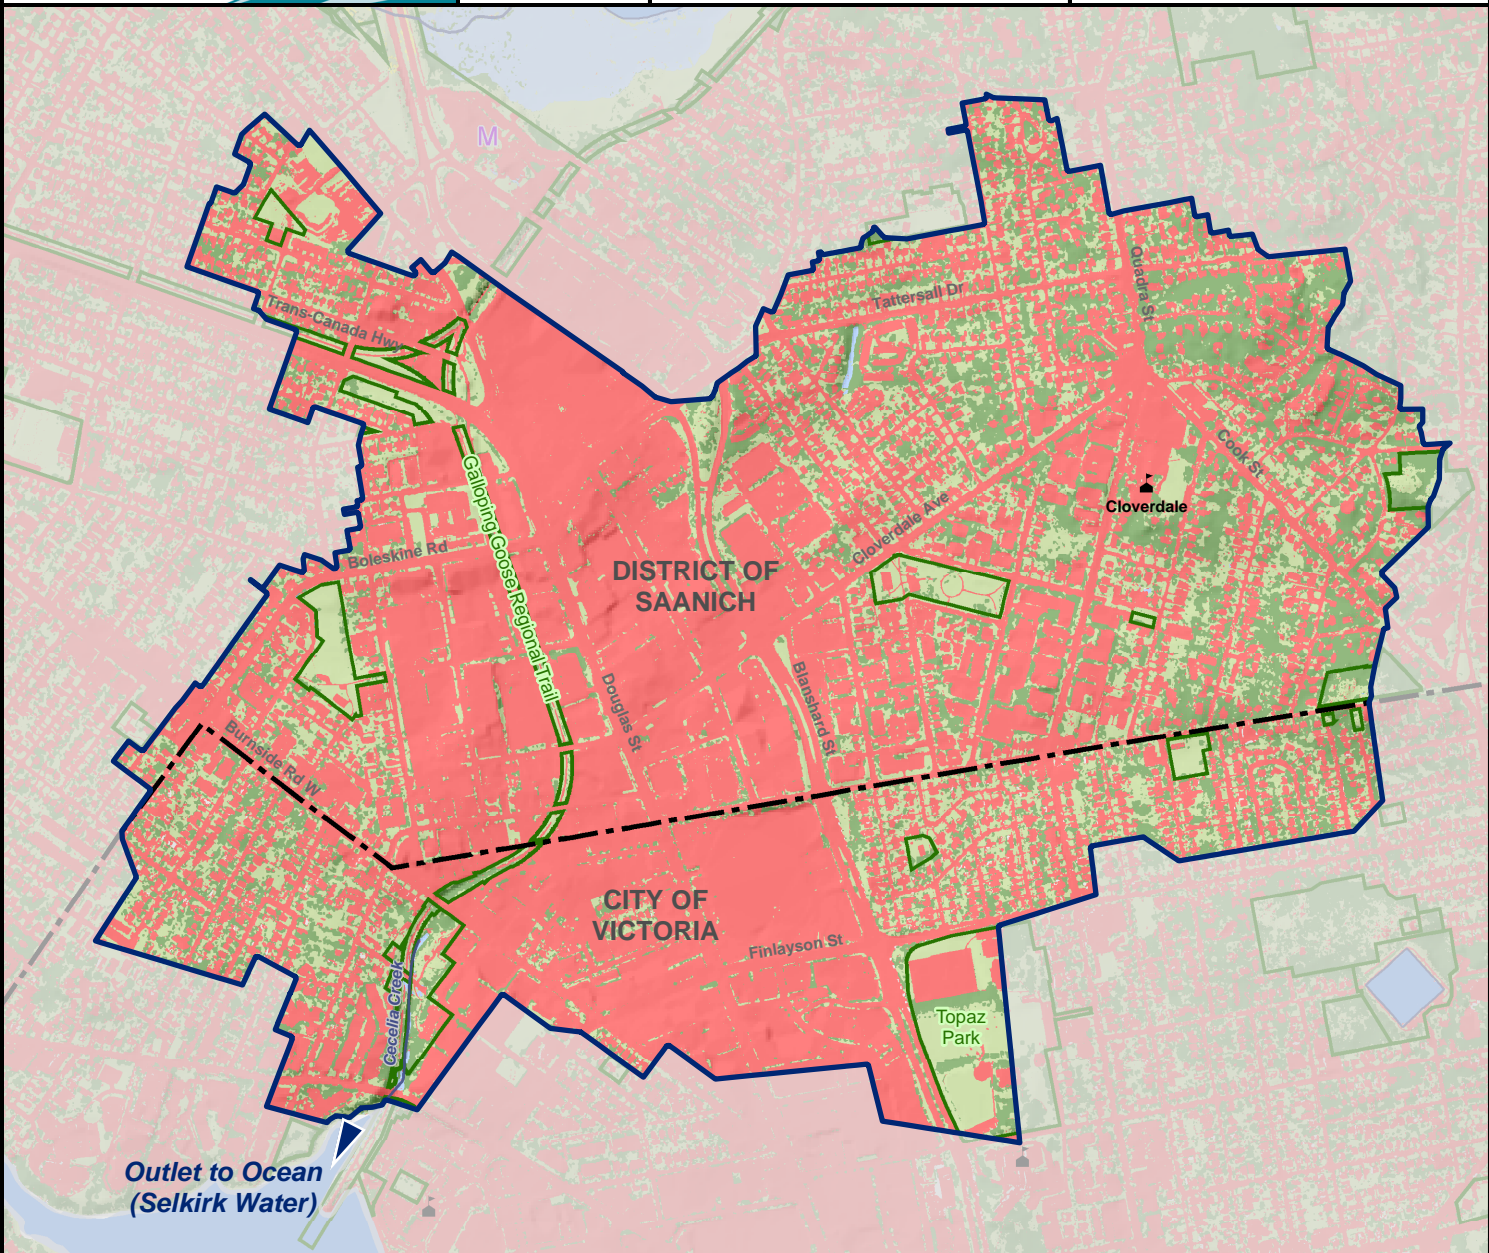 M
Quadra St
Tattersall Dr
Trans-Canada Hwy
Cook St
Galloping Goose Regional Trail
Cloverdale
Cloverdale Ave
Boleskine Rd
DISTRICT OF
SAANICH
Blanshard St
Douglas St
Burnside Rd W
CITY OF
VICTORIA
Finlayson St
Cecelia Creek
Topaz
Park
Outlet to Ocean
(Selkirk Water)